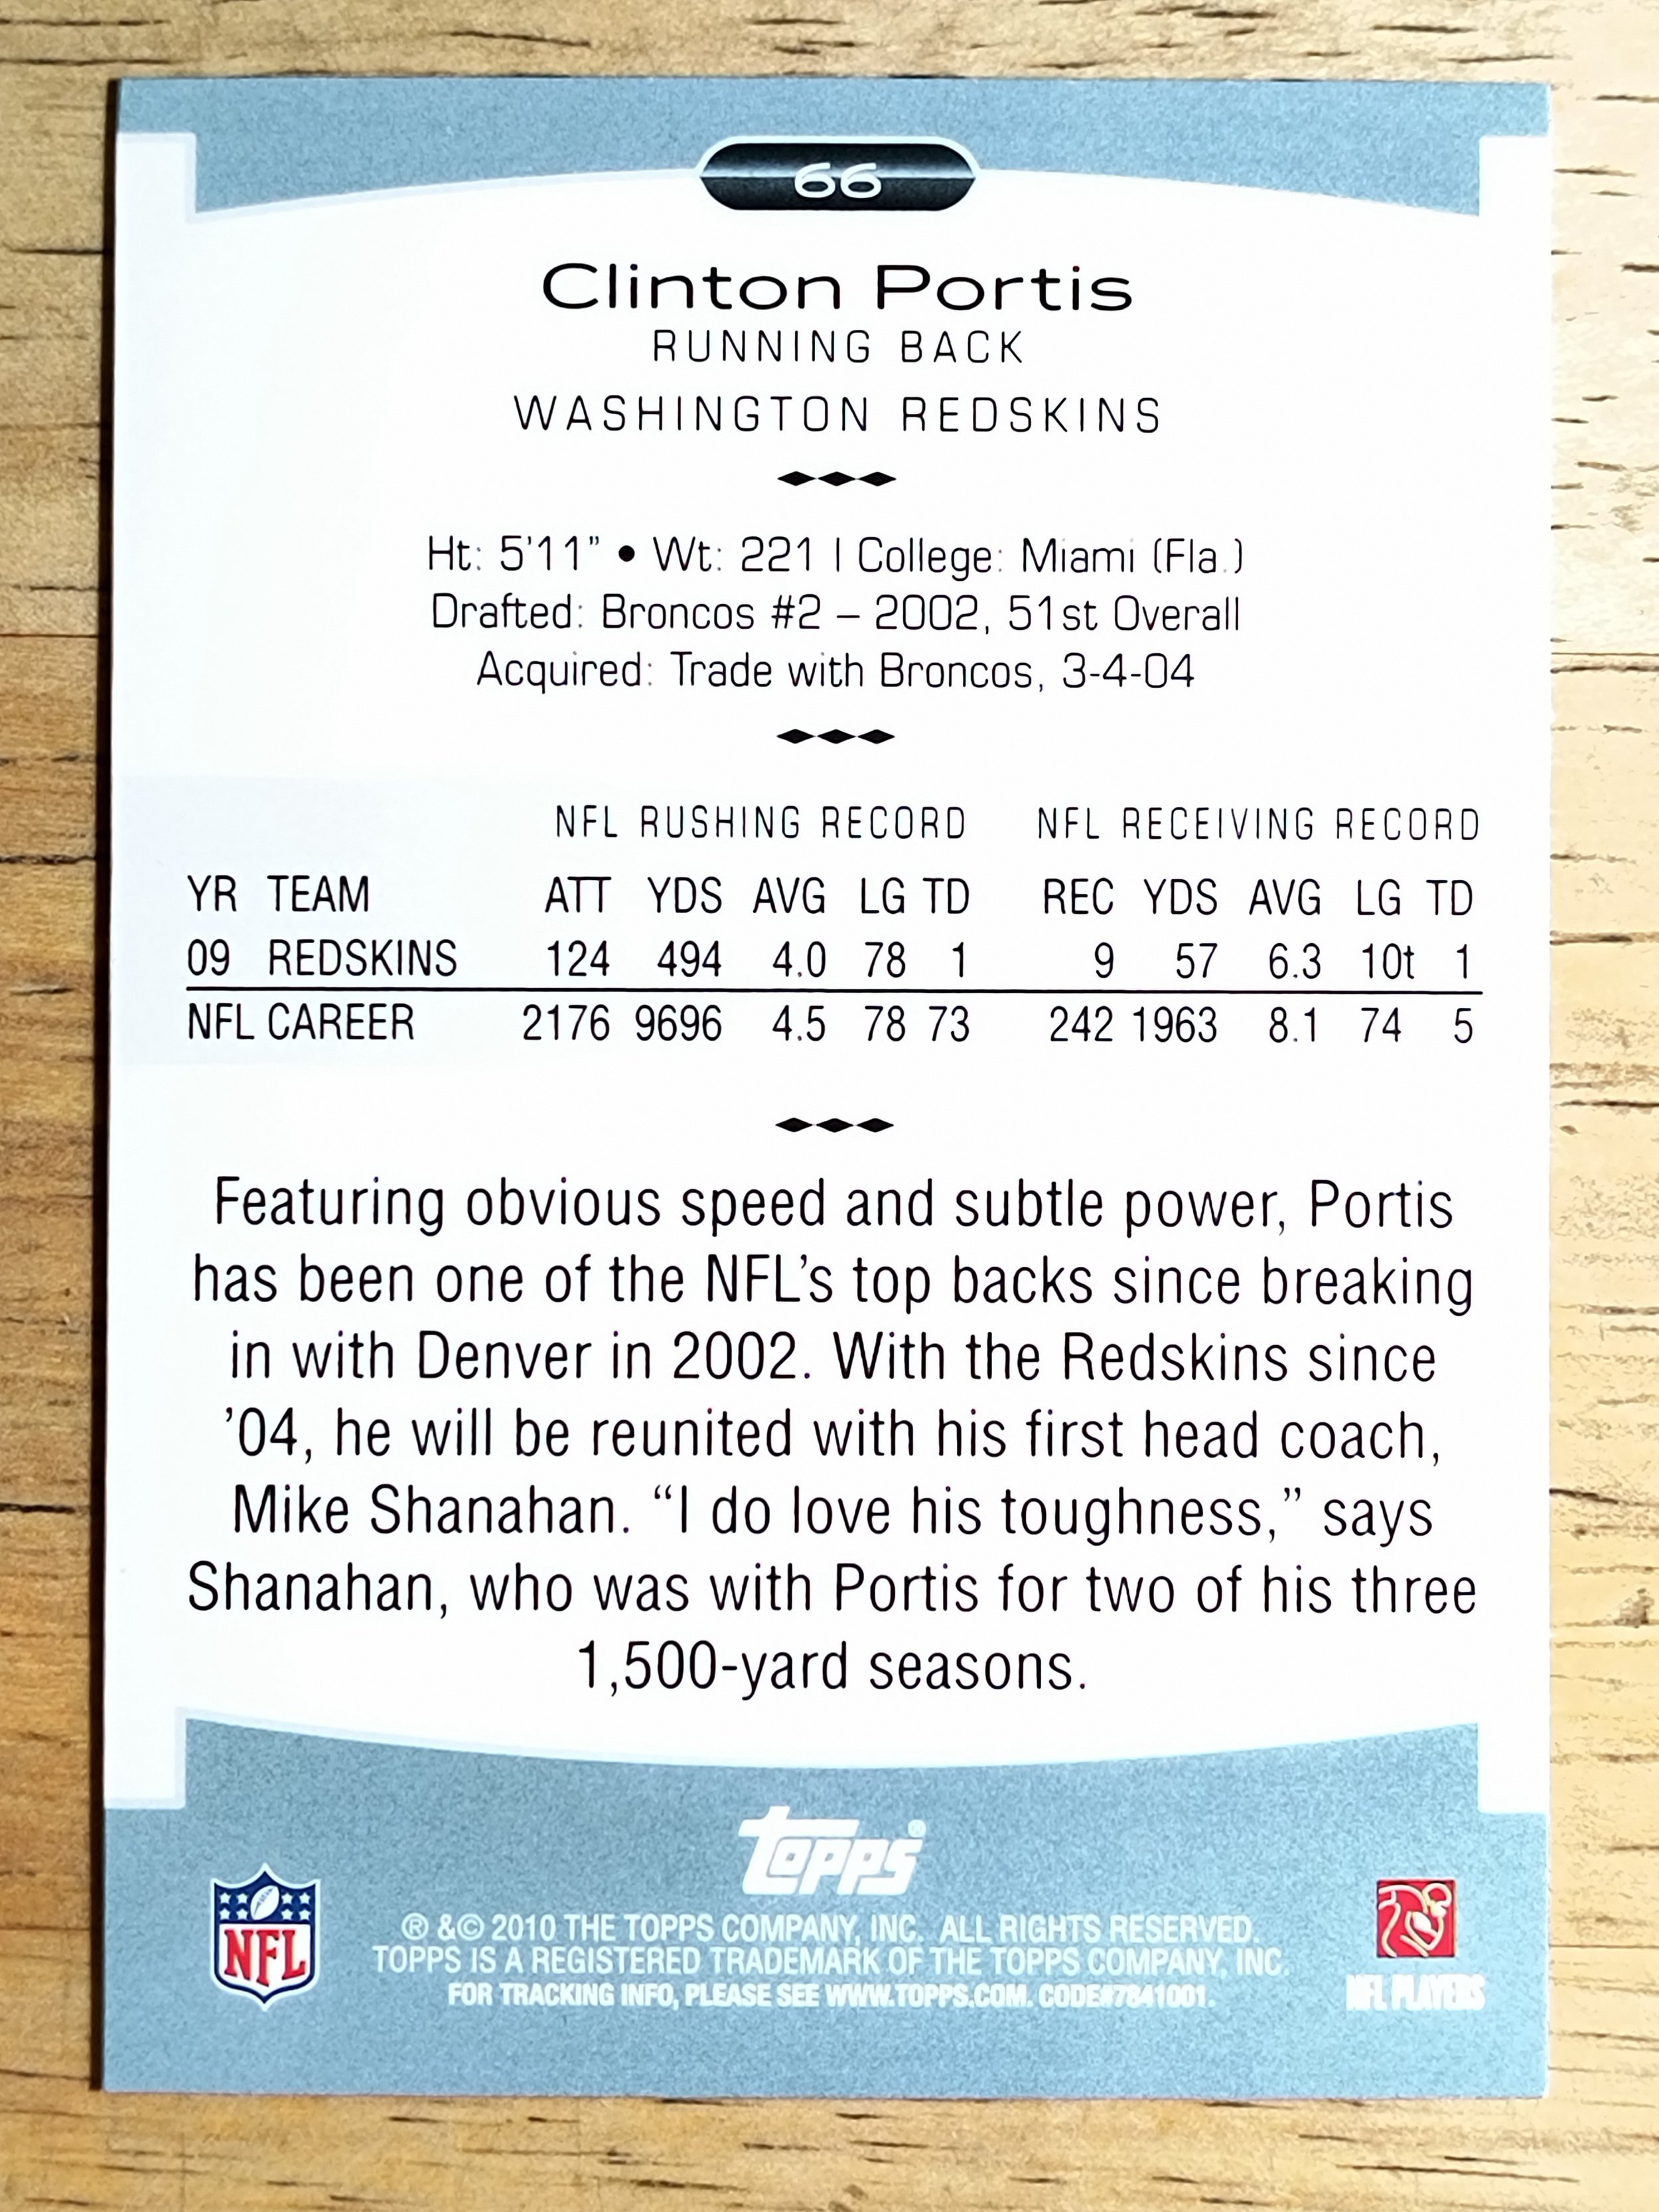 66
Clinton Portis
RUNNING BACK
WASHINGTON REDSKINS
Ht: 5'11" • Wt: 221 | College: Miami (Fla.)
Drafted: Broncos #2 – 2002, 51st Overall
Acquired: Trade with Broncos, 3-4-04
NFL RUSHING RECORD NFL RECEIVING RECORD
YR TEAM ATT YDS AVG LG TD REC YDS AVG LG TD
09 REDSKINS 124 494 4.0 78 1 9 57 6.3 10t 1
NFL CAREER 2176 9696 4.5 78 73 242 1963 8.1 74 5
Featuring obvious speed and subtle power, Portis
has been one of the NFL's top backs since breaking
in with Denver in 2002. With the Redskins since
'04, he will be reunited with his first head coach,
Mike Shanahan. “I do love his toughness,” says
Shanahan, who was with Portis for two of his three
1,500-yard seasons.
topps®
® &© 2010 THE TOPPS COMPANY, INC. ALL RIGHTS RESERVED.
TOPPS IS A REGISTERED TRADEMARK OF THE TOPPS COMPANY, INC.
FOR TRACKING INFO, PLEASE SEE WWW.TOPPS.COM. CODE#7841001.
NFL
NFL PLAYERS